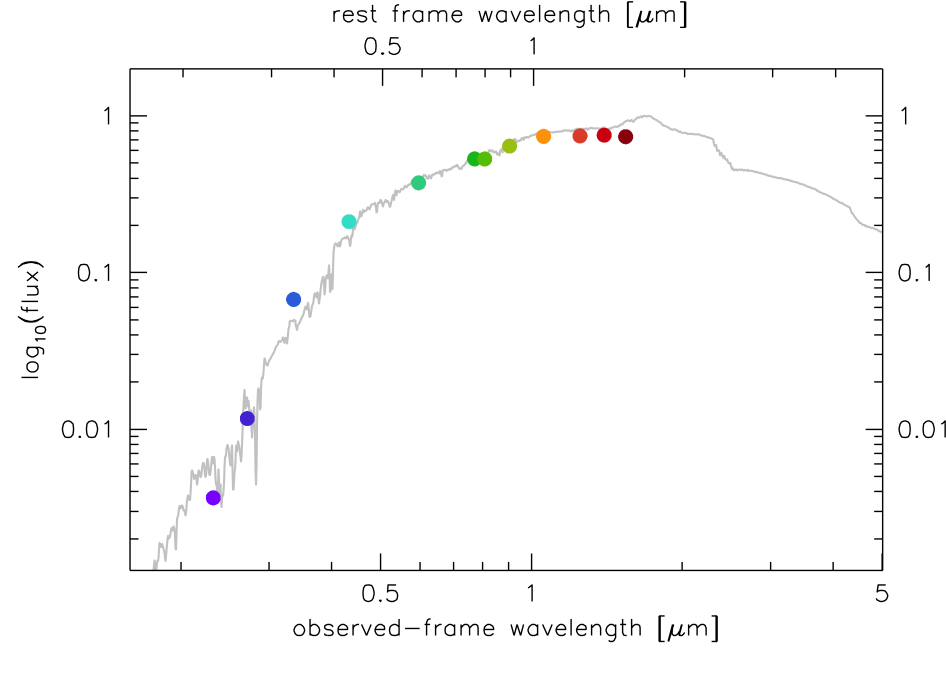 rest frame wavelength [μm]
0.5 1
1 1
0.1 0.1
0.01 0.01
log₁₀(flux)
0.5 1 5
observed-frame wavelength [μm]